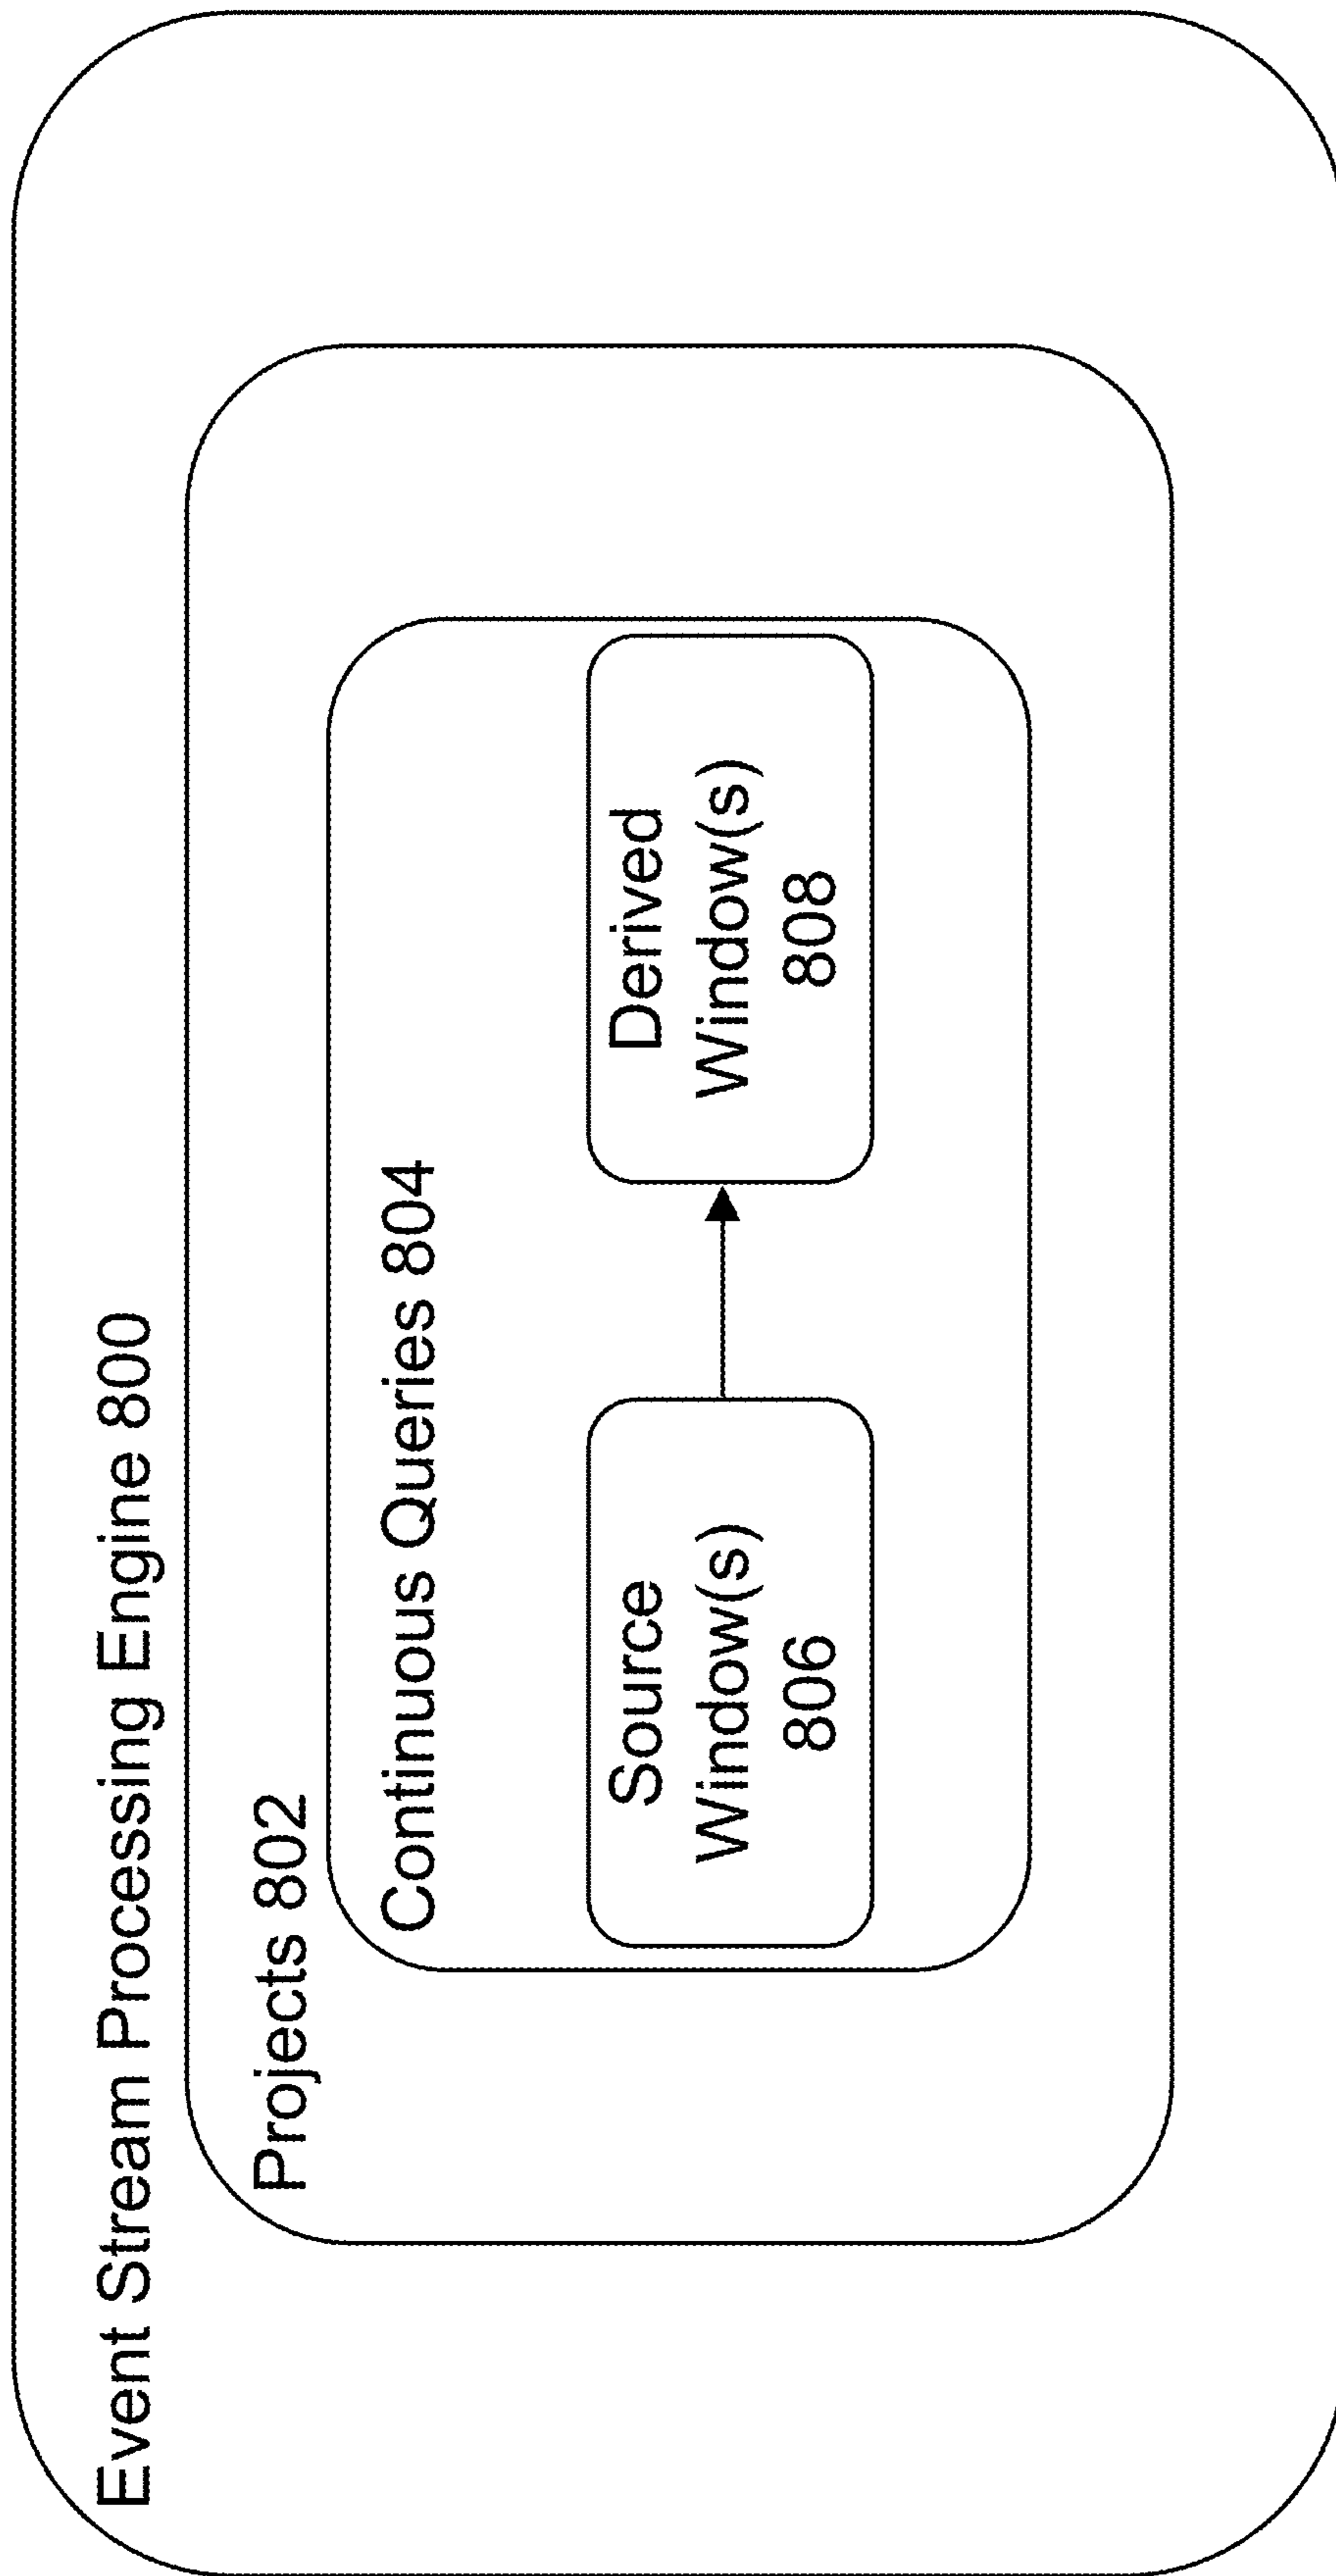 Event Stream Processing Engine 800
Projects 802
Continuous Queries 804
Source
Window(s)
806
Derived
Window(s)
808